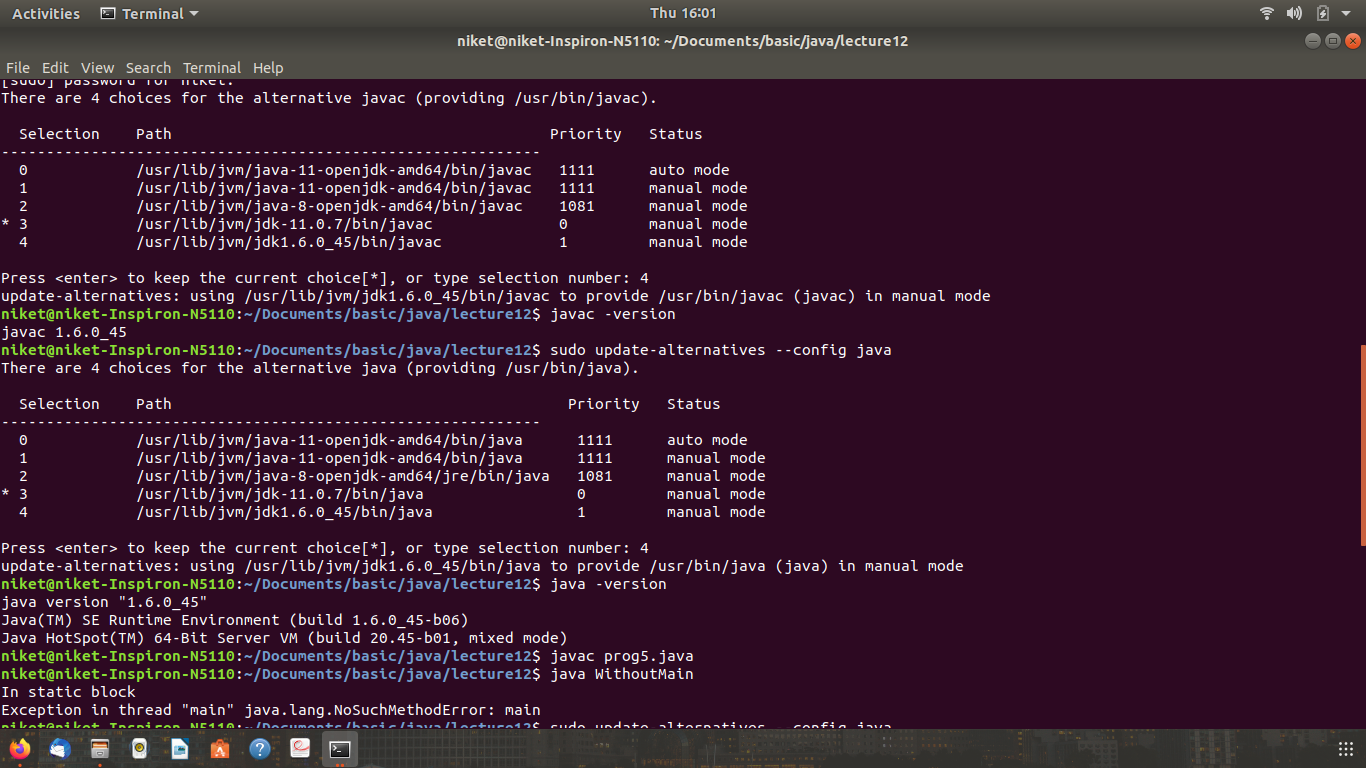 Activities Terminal Thu 16:01
niket@niket-Inspiron-N5110: ~/Documents/basic/java/lecture12
File Edit View Search Terminal Help
[sudo] password for niket:
There are 4 choices for the alternative javac (providing /usr/bin/javac).
Selection Path Priority Status
------------------------------------------------------------
0 /usr/lib/jvm/java-11-openjdk-amd64/bin/javac 1111 auto mode
1 /usr/lib/jvm/java-11-openjdk-amd64/bin/javac 1111 manual mode
2 /usr/lib/jvm/java-8-openjdk-amd64/bin/javac 1081 manual mode
* 3 /usr/lib/jvm/jdk-11.0.7/bin/javac 0 manual mode
4 /usr/lib/jvm/jdk1.6.0_45/bin/javac 1 manual mode
Press <enter> to keep the current choice[*], or type selection number: 4
update-alternatives: using /usr/lib/jvm/jdk1.6.0_45/bin/javac to provide /usr/bin/javac (javac) in manual mode
niket@niket-Inspiron-N5110:~/Documents/basic/java/lecture12$ javac -version
javac 1.6.0_45
niket@niket-Inspiron-N5110:~/Documents/basic/java/lecture12$ sudo update-alternatives --config java
There are 4 choices for the alternative java (providing /usr/bin/java).
Selection Path Priority Status
------------------------------------------------------------
0 /usr/lib/jvm/java-11-openjdk-amd64/bin/java 1111 auto mode
1 /usr/lib/jvm/java-11-openjdk-amd64/bin/java 1111 manual mode
2 /usr/lib/jvm/java-8-openjdk-amd64/jre/bin/java 1081 manual mode
* 3 /usr/lib/jvm/jdk-11.0.7/bin/java 0 manual mode
4 /usr/lib/jvm/jdk1.6.0_45/bin/java 1 manual mode
Press <enter> to keep the current choice[*], or type selection number: 4
update-alternatives: using /usr/lib/jvm/jdk1.6.0_45/bin/java to provide /usr/bin/java (java) in manual mode
niket@niket-Inspiron-N5110:~/Documents/basic/java/lecture12$ java -version
java version "1.6.0_45"
Java(TM) SE Runtime Environment (build 1.6.0_45-b06)
Java HotSpot(TM) 64-Bit Server VM (build 20.45-b01, mixed mode)
niket@niket-Inspiron-N5110:~/Documents/basic/java/lecture12$ javac prog5.java
niket@niket-Inspiron-N5110:~/Documents/basic/java/lecture12$ java WithoutMain
In static block
Exception in thread "main" java.lang.NoSuchMethodError: main
niket@niket-Inspiron-N5110:~/Documents/basic/java/lecture12$ sudo update-alternatives --config java